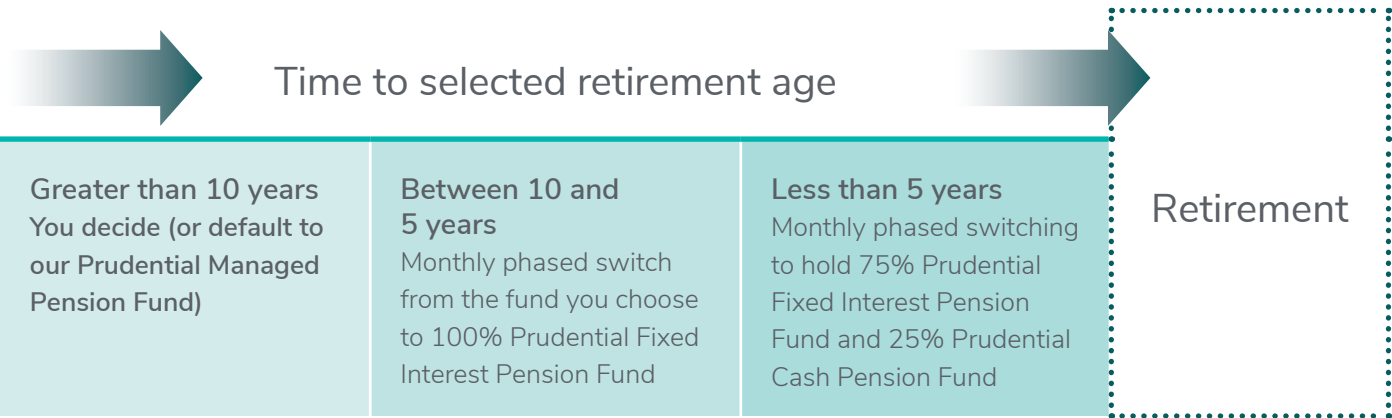 Time to selected retirement age
Greater than 10 years
You decide (or default to
our Prudential Managed
Pension Fund)
Between 10 and
5 years
Monthly phased switch
from the fund you choose
to 100% Prudential Fixed
Interest Pension Fund
Less than 5 years
Monthly phased switching
to hold 75% Prudential
Fixed Interest Pension
Fund and 25% Prudential
Cash Pension Fund
Retirement